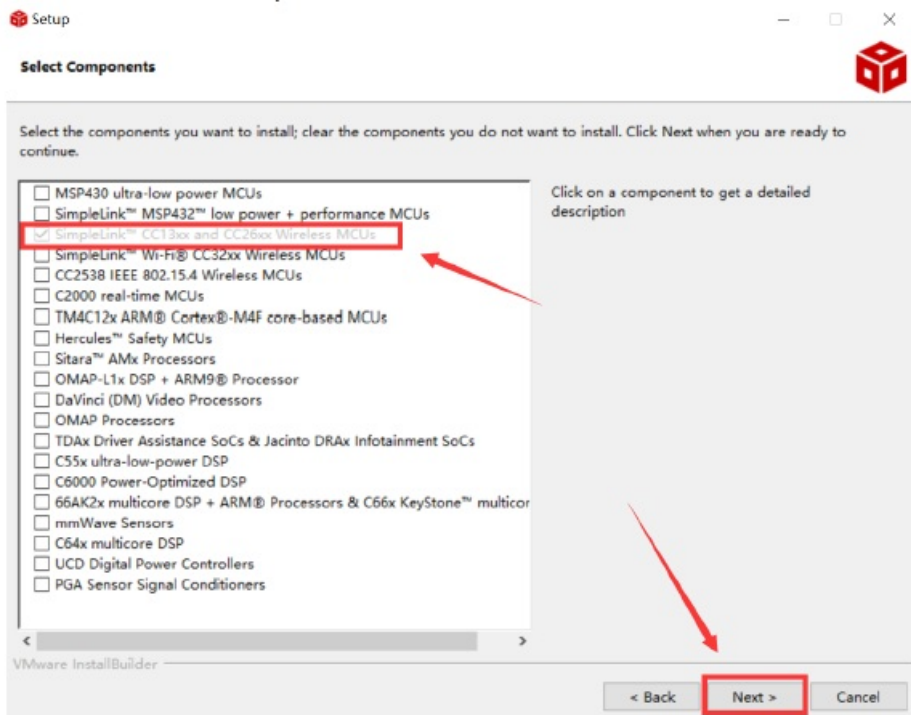 Setup
Select Components
Select the components you want to install; clear the components you do not want to install. Click Next when you are ready to
continue.
MSP430 ultra-low power MCUs
SimpleLink™ MSP432™ low power + performance MCUs
SimpleLink™ CC13xx and CC26xx Wireless MCUs
SimpleLink™ Wi-Fi® CC32xx Wireless MCUs
CC2538 IEEE 802.15.4 Wireless MCUs
C2000 real-time MCUs
TM4C12x ARM® Cortex®-M4F core-based MCUs
Hercules™ Safety MCUs
Sitara™ AMx Processors
OMAP-L1x DSP + ARM9® Processor
DaVinci (DM) Video Processors
OMAP Processors
TDAx Driver Assistance SoCs & Jacinto DRAx Infotainment SoCs
C55x ultra-low-power DSP
C6000 Power-Optimized DSP
66AK2x multicore DSP + ARM® Processors & C66x KeyStone™ multicor
mmWave Sensors
C64x multicore DSP
UCD Digital Power Controllers
PGA Sensor Signal Conditioners
Click on a component to get a detailed
description
VMware InstallBuilder
< Back
Next >
Cancel